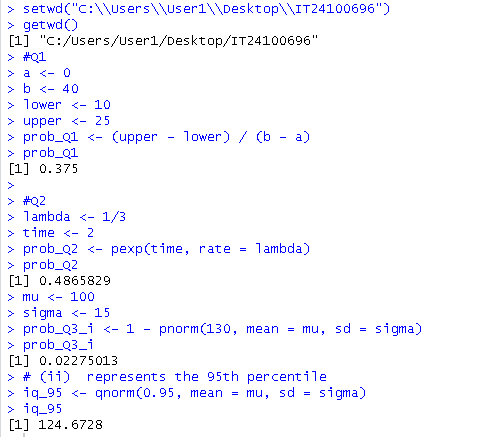 > setwd("C:\\Users\\User1\\Desktop\\IT24100696")
> getwd()
[1] "C:/Users/User1/Desktop/IT24100696"
> #Q1
> a <- 0
> b <- 40
> lower <- 10
> upper <- 25
> prob_Q1 <- (upper - lower) / (b - a)
> prob_Q1
[1] 0.375
>
> #Q2
> lambda <- 1/3
> time <- 2
> prob_Q2 <- pexp(time, rate = lambda)
> prob_Q2
[1] 0.4865829
> mu <- 100
> sigma <- 15
> prob_Q3_i <- 1 - pnorm(130, mean = mu, sd = sigma)
> prob_Q3_i
[1] 0.02275013
> # (ii)  represents the 95th percentile
> iq_95 <- qnorm(0.95, mean = mu, sd = sigma)
> iq_95
[1] 124.6728